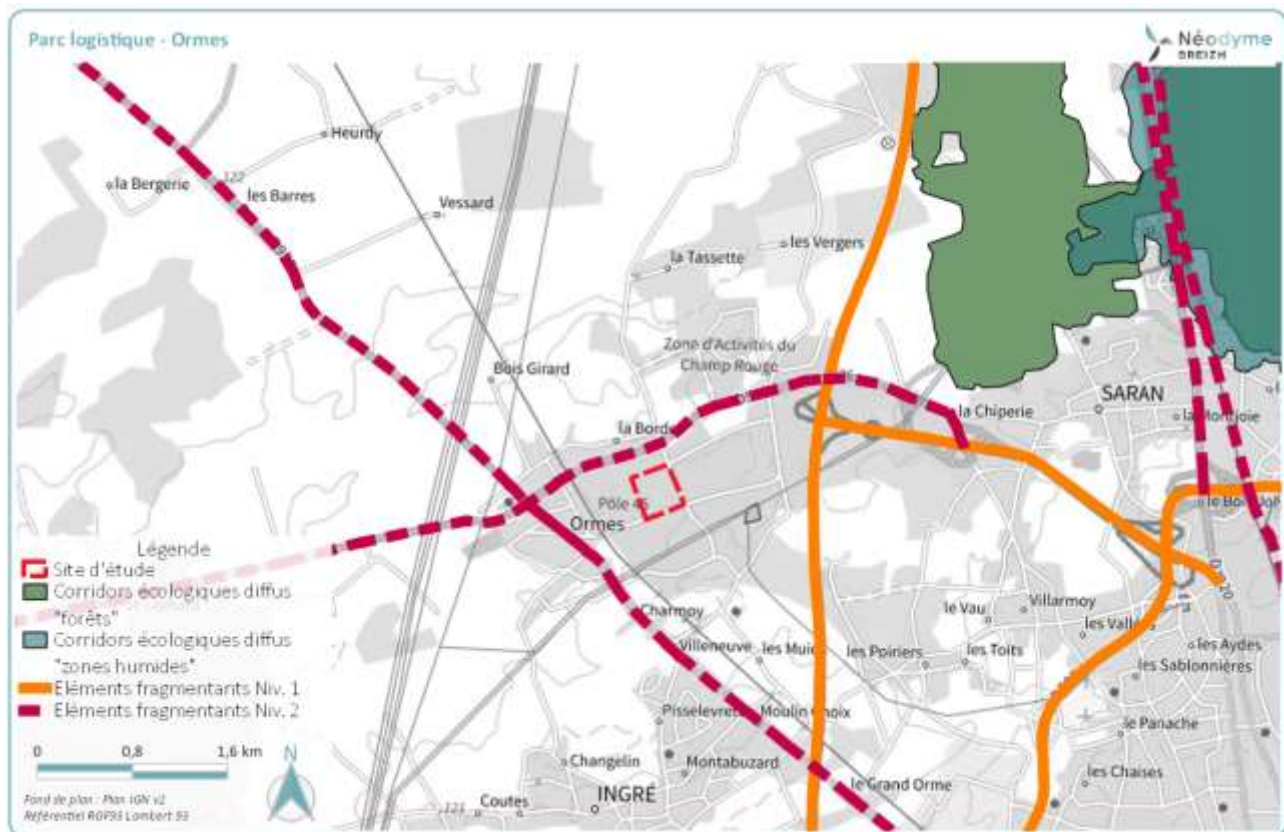 Parc logistique - Ormes
Néodyme
BREIZH
Heurdy
la Bergerie
122
les Barres
Vessard
les Vergers
la Tassette
Zone d'Activités du
Champ Rouge
Bois Girard
la Chiperie
SARAN
la Montjoie
la Borde
Pôle 45
Ormes
Légende
Site d'étude
Corridors écologiques diffus
"forêts"
Corridors écologiques diffus
"zones humides"
Eléments fragmentants Niv. 1
Eléments fragmentants Niv. 2
0 0,8 1,6 km
N
Fond de plan : Plan IGN v2
Référentiel RGF93 Lambert 93
Charmoy
Villeneuve
les Muids
les Poiriers
le Vau
Villarmoy
les Toits
les Aydes
les Sablonnières
Pisselevrette
Moulin Choix
le Panache
Changelin
Montabuzard
les Chaises
le Grand Orme
121
Coutes
INGRÉ